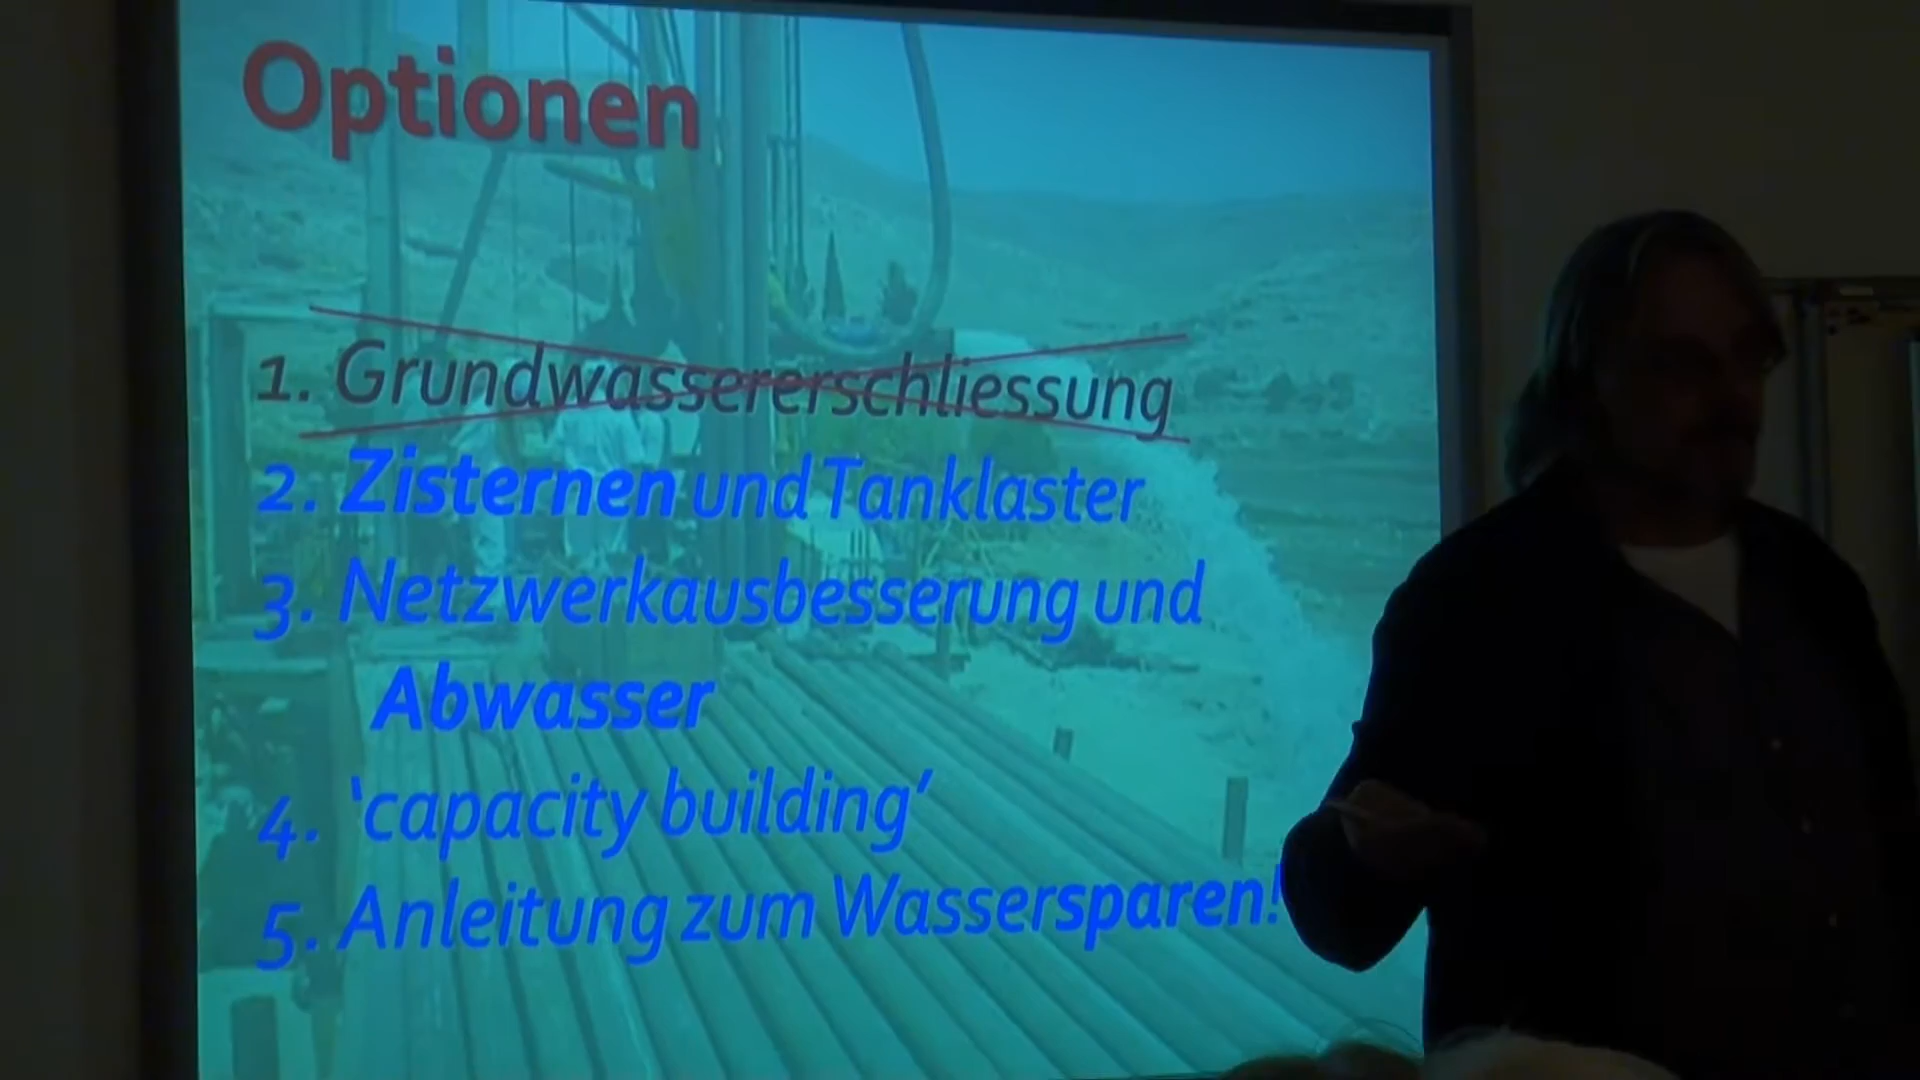 Optionen
1. Grundwassererschliessung
2. Zisternen und Tanklaster
3. Netzwerkausbesserung und
Abwasser
4. ‘capacity building’
5. Anleitung zum Wassersparen!